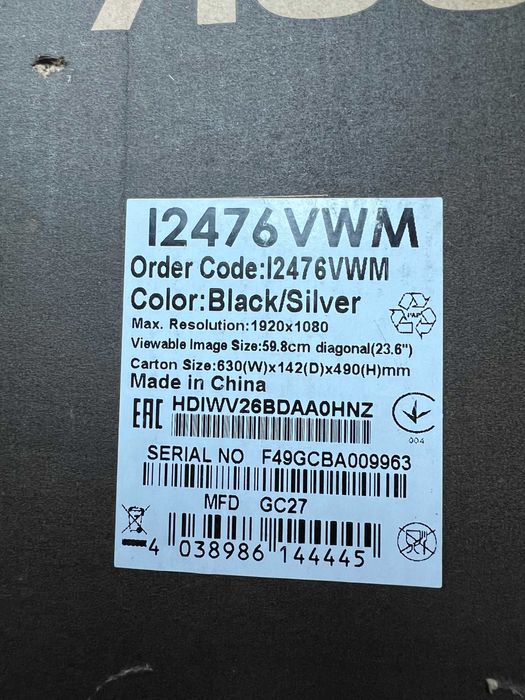 I2476VWM
Order Code:I2476VWM
Color:Black/Silver
Max. Resolution:1920x1080
Viewable Image Size:59.8cm diagonal(23.6")
Carton Size:630(W)x142(D)x490(H)mm
Made in China
EAC HDIWV26BDAA0HNZ
004
SERIAL NO F49GCBA009963
MFD GC27
4 038986 144445